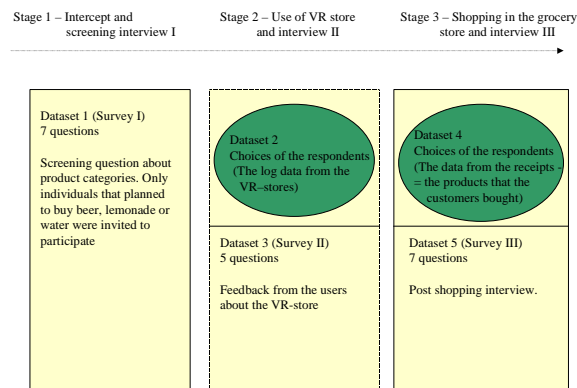 Stage 1 – Intercept and
screening interview I
Stage 2 – Use of VR store
and interview II
Stage 3 – Shopping in the grocery
store and interview III
Dataset 1 (Survey I)
7 questions
Screening question about
product categories. Only
individuals that planned
to buy beer, lemonade or
water were invited to
participate
Dataset 2
Choices of the respondents
(The log data from the
VR–stores)
Dataset 3 (Survey II)
5 questions
Feedback from the users
about the VR-store
Dataset 4
Choices of the respondents
(The data from the receipts -
= the products that the
customers bought)
Dataset 5 (Survey III)
7 questions
Post shopping interview.